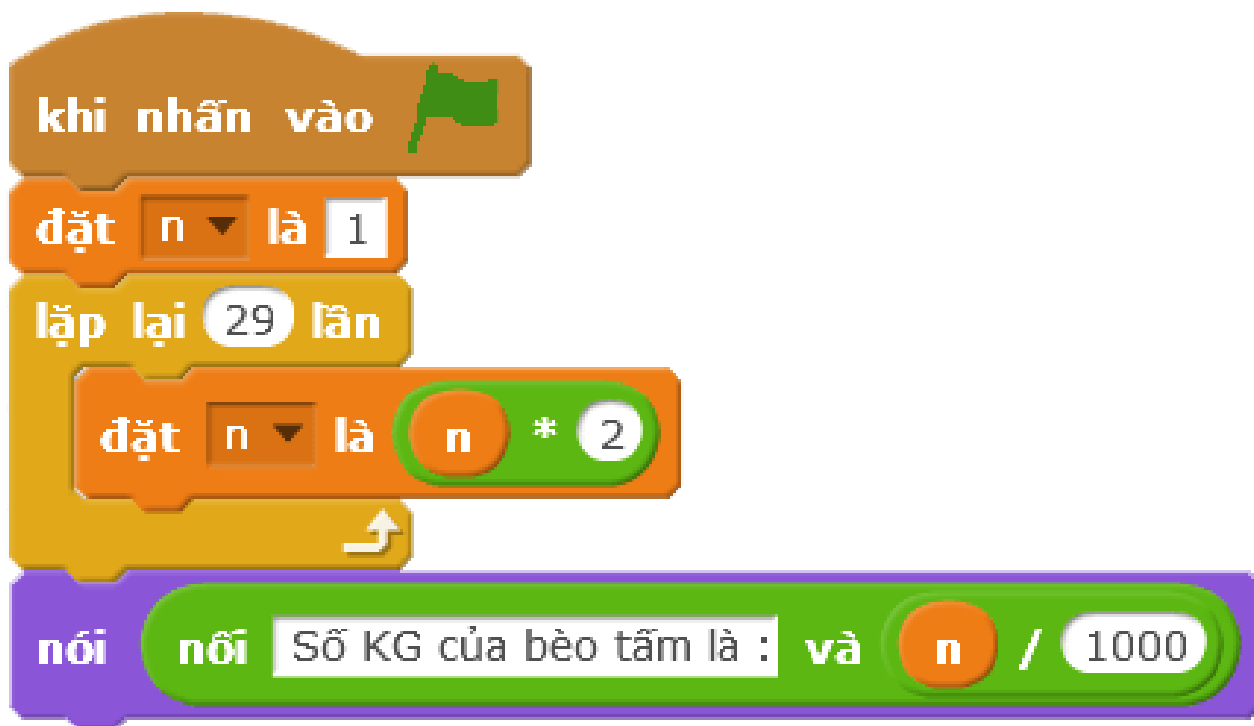 khi nhấn vào
đặt n là 1
lặp lại 29 lần
đặt n là n * 2
nói nối Số KG của bèo tấm là : và n / 1000